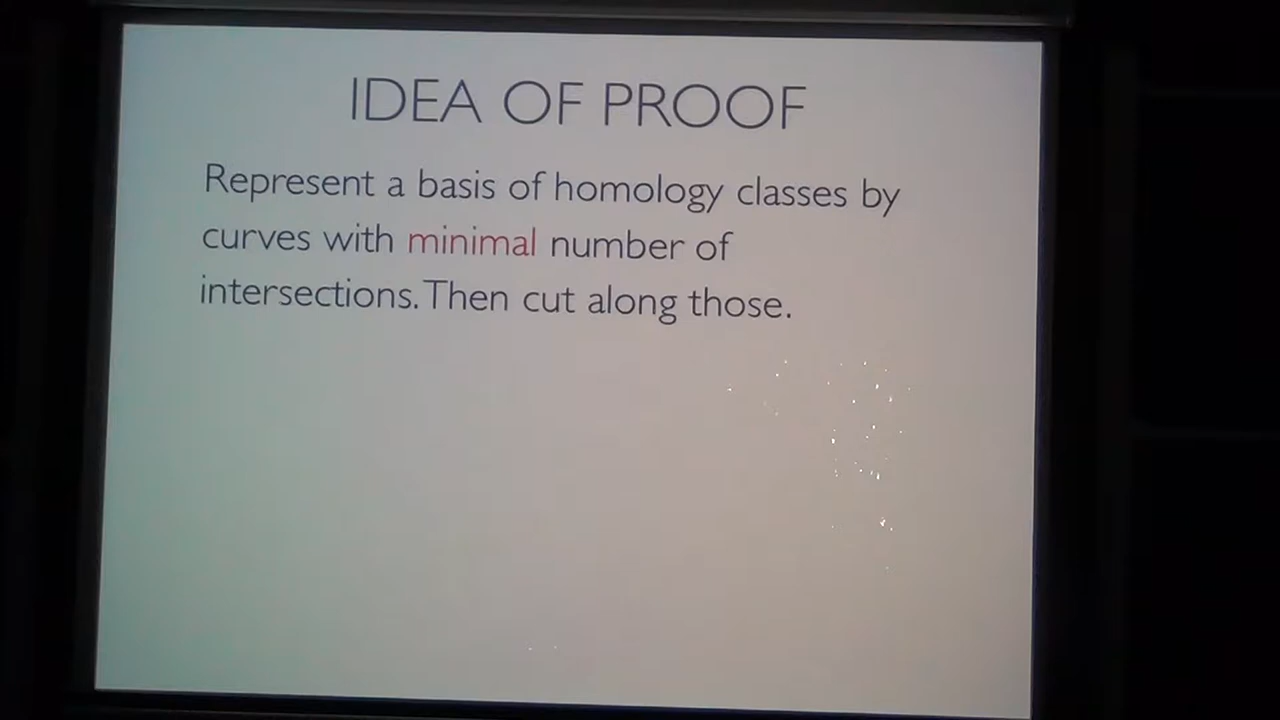 IDEA OF PROOF
Represent a basis of homology classes by
curves with minimal number of
intersections. Then cut along those.